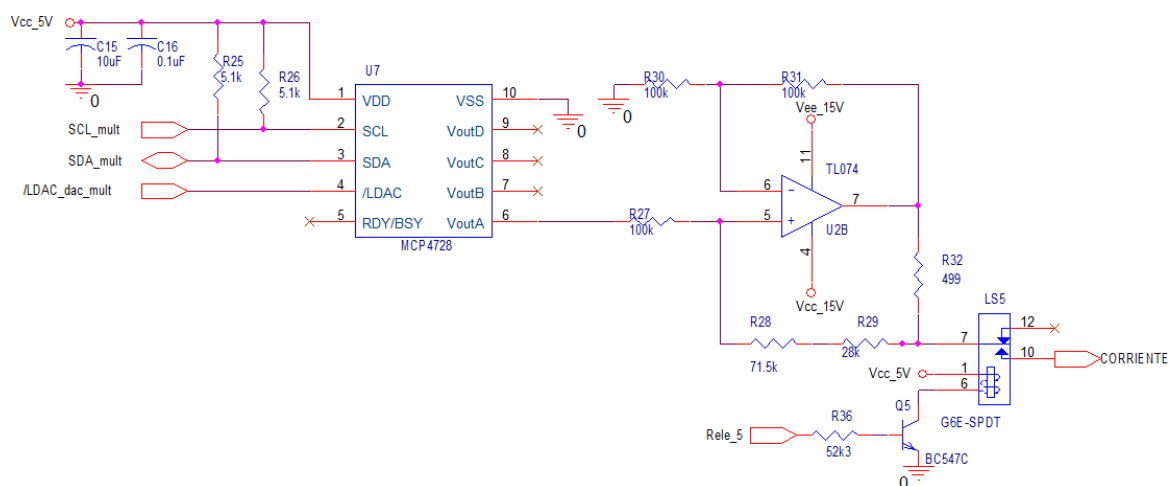 Vcc_5V
C15
10uF
C16
0.1uF
0
R25
5.1k
R26
5.1k
U7
1 VDD VSS 10
0
SCL_mult 2 SCL VoutD 9
SDA_mult 3 SDA VoutC 8
/LDAC_dac_mult 4 /LDAC VoutB 7
5 RDY/BSY VoutA 6
MCP4728
R27
100k
R30
100k
0
R31
100k
Vee_15V
11
TL074
6 −
5 +
7
U2B
4
Vcc_15V
R32
499
R28
71.5k
R29
28k
LS5
7
12
10 CORRIENTE
Vcc_5V 1
6
G6E-SPDT
Q5
Rele_5
R36
52k3
BC547C
0